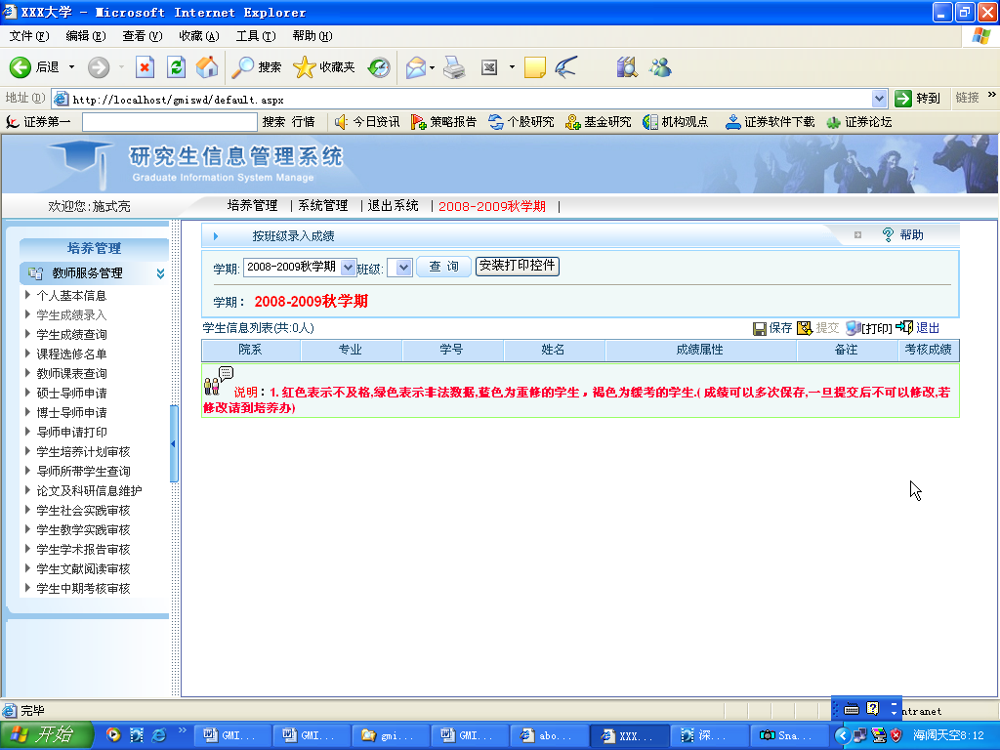 XXX大学 - Microsoft Internet Explorer
文件(F) 编辑(E) 查看(V) 收藏(A) 工具(T) 帮助(H)
后退 搜索 收藏夹
地址(D) http://localhost/gmiswd/default.aspx 转到 链接 »
证券第一 搜索 行情 今日资讯 策略报告 个股研究 基金研究 机构观点 证券软件下载 证券论坛
研究生信息管理系统
Graduate Information System Manage
欢迎您:施式亮 培养管理 | 系统管理 | 退出系统 | 2008-2009秋学期 |
培养管理
教师服务管理
个人基本信息
学生成绩录入
学生成绩查询
课程选修名单
教师课表查询
硕士导师申请
博士导师申请
导师申请打印
学生培养计划审核
导师所带学生查询
论文及科研信息维护
学生社会实践审核
学生教学实践审核
学生学术报告审核
学生文献阅读审核
学生中期考核审核
按班级录入成绩 帮助
学期: 2008-2009秋学期 班级: 查 询 安装打印控件
学期： 2008-2009秋学期
学生信息列表(共:0人) 保存 提交 [打印] 退出
院系 专业 学号 姓名 成绩属性 备注 考核成绩
说明：1. 红色表示不及格,绿色表示非法数据,蓝色为重修的学生，褐色为缓考的学生.( 成绩可以多次保存,一旦提交后不可以修改,若
修改请到培养办)
完毕 ntranet
开始 » GMI... GMI... gmi... GMI... abo... XXX... 深... Sna... 海阔天空8:12